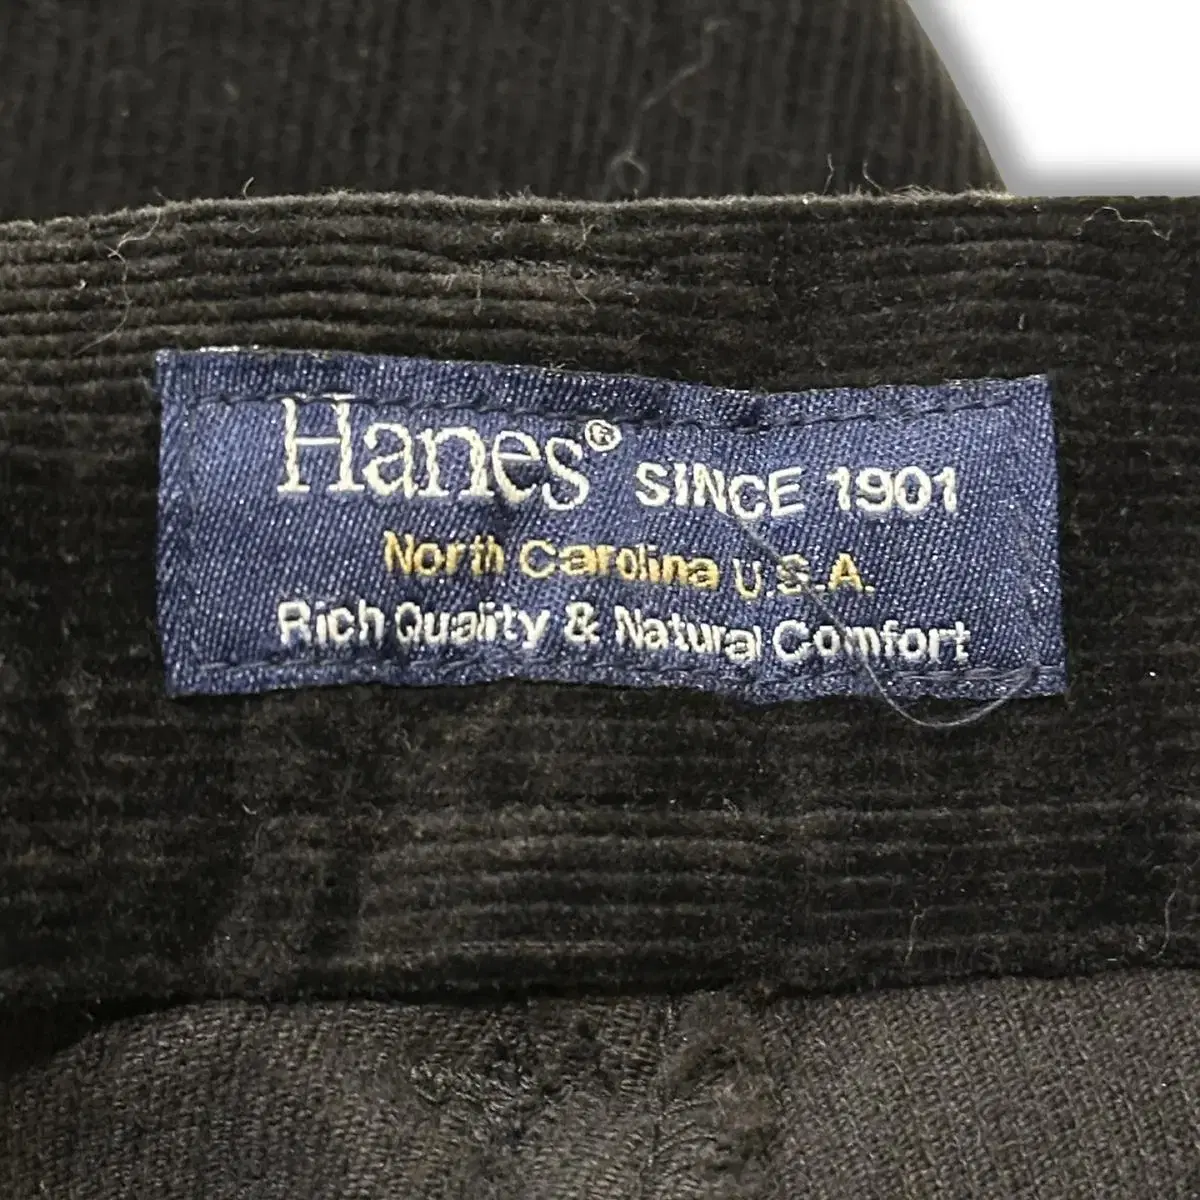 Hanes® SINCE 1901
North Carolina U.S.A.
Rich Quality & Natural Comfort